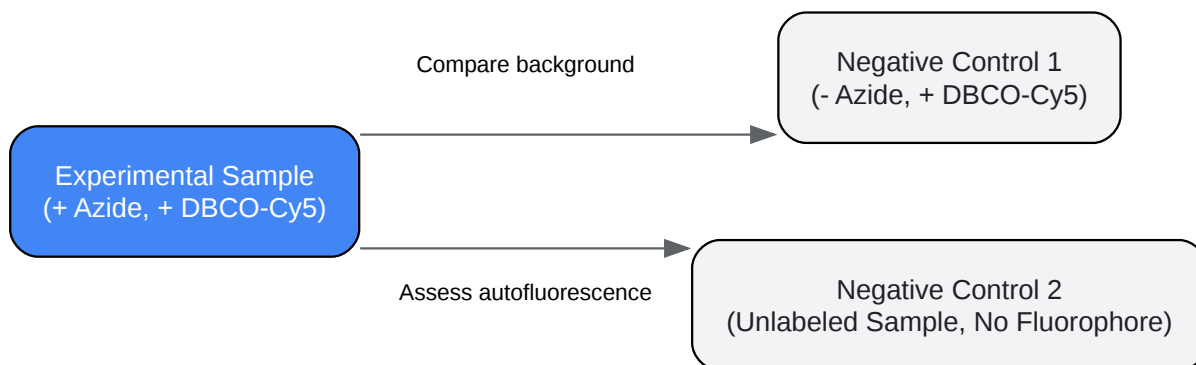 Compare background
Negative Control 1
(- Azide, + DBCO-Cy5)
Experimental Sample
(+ Azide, + DBCO-Cy5)
Assess autofluorescence
Negative Control 2
(Unlabeled Sample, No Fluorophore)